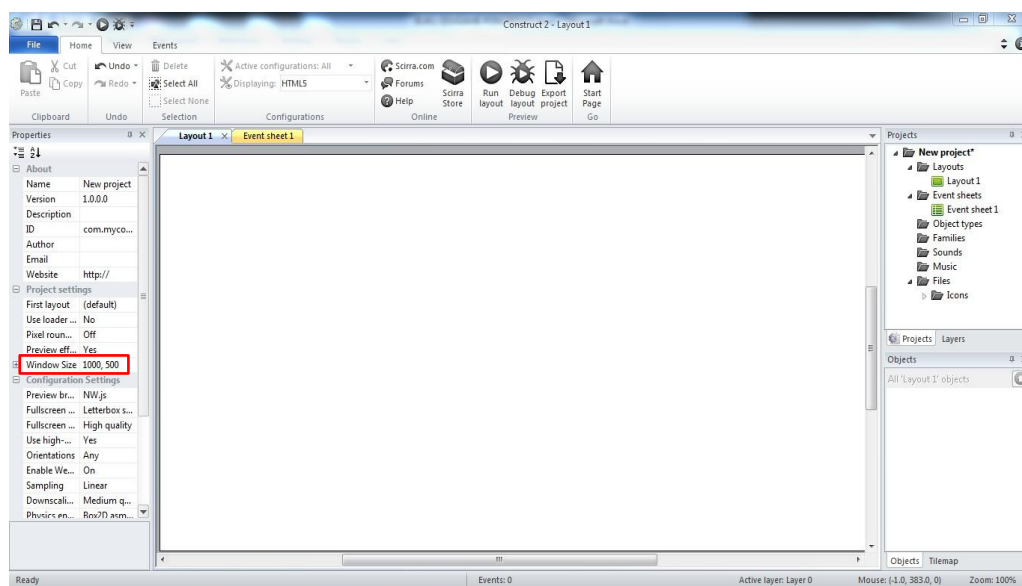 Construct 2 - Layout 1
File Home View Events
Paste
Cut
Copy
Clipboard
Undo
Redo
Undo
Delete
Select All
Select None
Selection
Active configurations: All
Displaying: HTML5
Configurations
Scirra.com
Forums
Help
Scirra Store
Online
Run layout
Debug layout
Export project
Preview
Start Page
Go
Properties
Layout 1 Event sheet 1
About
Name New project
Version 1.0.0.0
Description
ID com.myco...
Author
Email
Website http://
Project settings
First layout (default)
Use loader ... No
Pixel roun... Off
Preview eff... Yes
Window Size 1000, 500
Configuration Settings
Preview br... NW.js
Fullscreen ... Letterbox s...
Fullscreen ... High quality
Use high-... Yes
Orientations Any
Enable We... On
Sampling Linear
Downscali... Medium q...
Physics en... Box2D asm...
Projects
New project*
Layouts
Layout 1
Event sheets
Event sheet 1
Object types
Families
Sounds
Music
Files
Icons
Projects Layers
Objects
All 'Layout 1' objects
Objects Tilemap
Ready Events: 0 Active layer: Layer 0 Mouse: (-1.0, 383.0, 0) Zoom: 100%